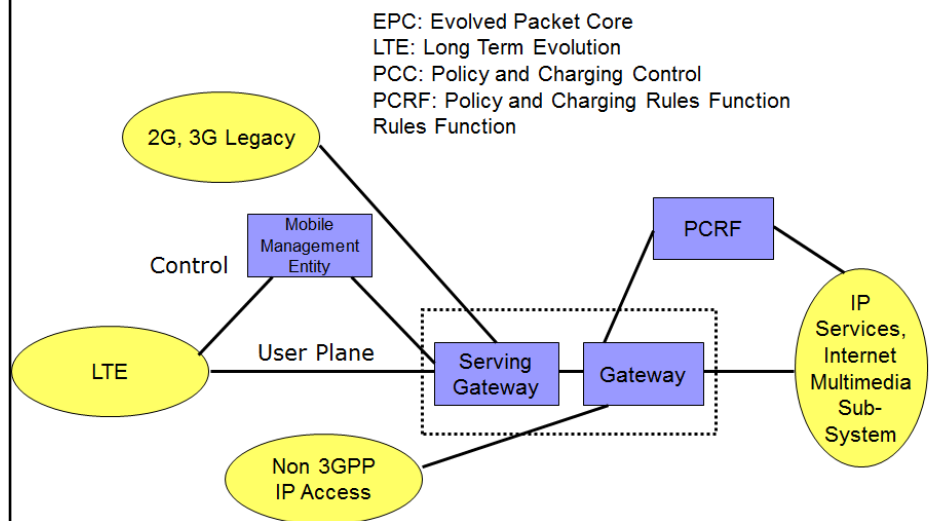 EPC: Evolved Packet Core
LTE: Long Term Evolution
PCC: Policy and Charging Control
PCRF: Policy and Charging Rules Function
Rules Function
2G, 3G Legacy
Mobile
Management
Entity
PCRF
Control
IP
Services,
Internet
Multimedia
Sub-
System
User Plane
LTE
Serving
Gateway
Gateway
Non 3GPP
IP Access